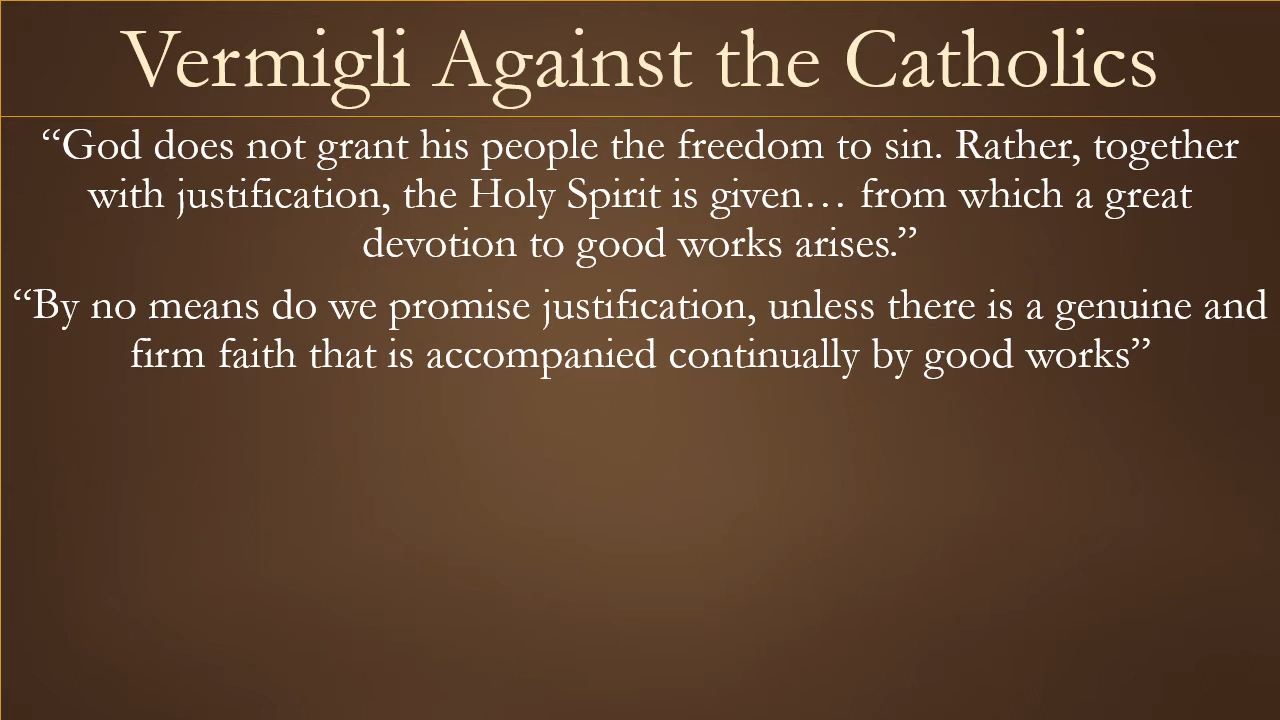 Vermigli Against the Catholics
“God does not grant his people the freedom to sin. Rather, together
with justification, the Holy Spirit is given… from which a great
devotion to good works arises.”
“By no means do we promise justification, unless there is a genuine and
firm faith that is accompanied continually by good works”